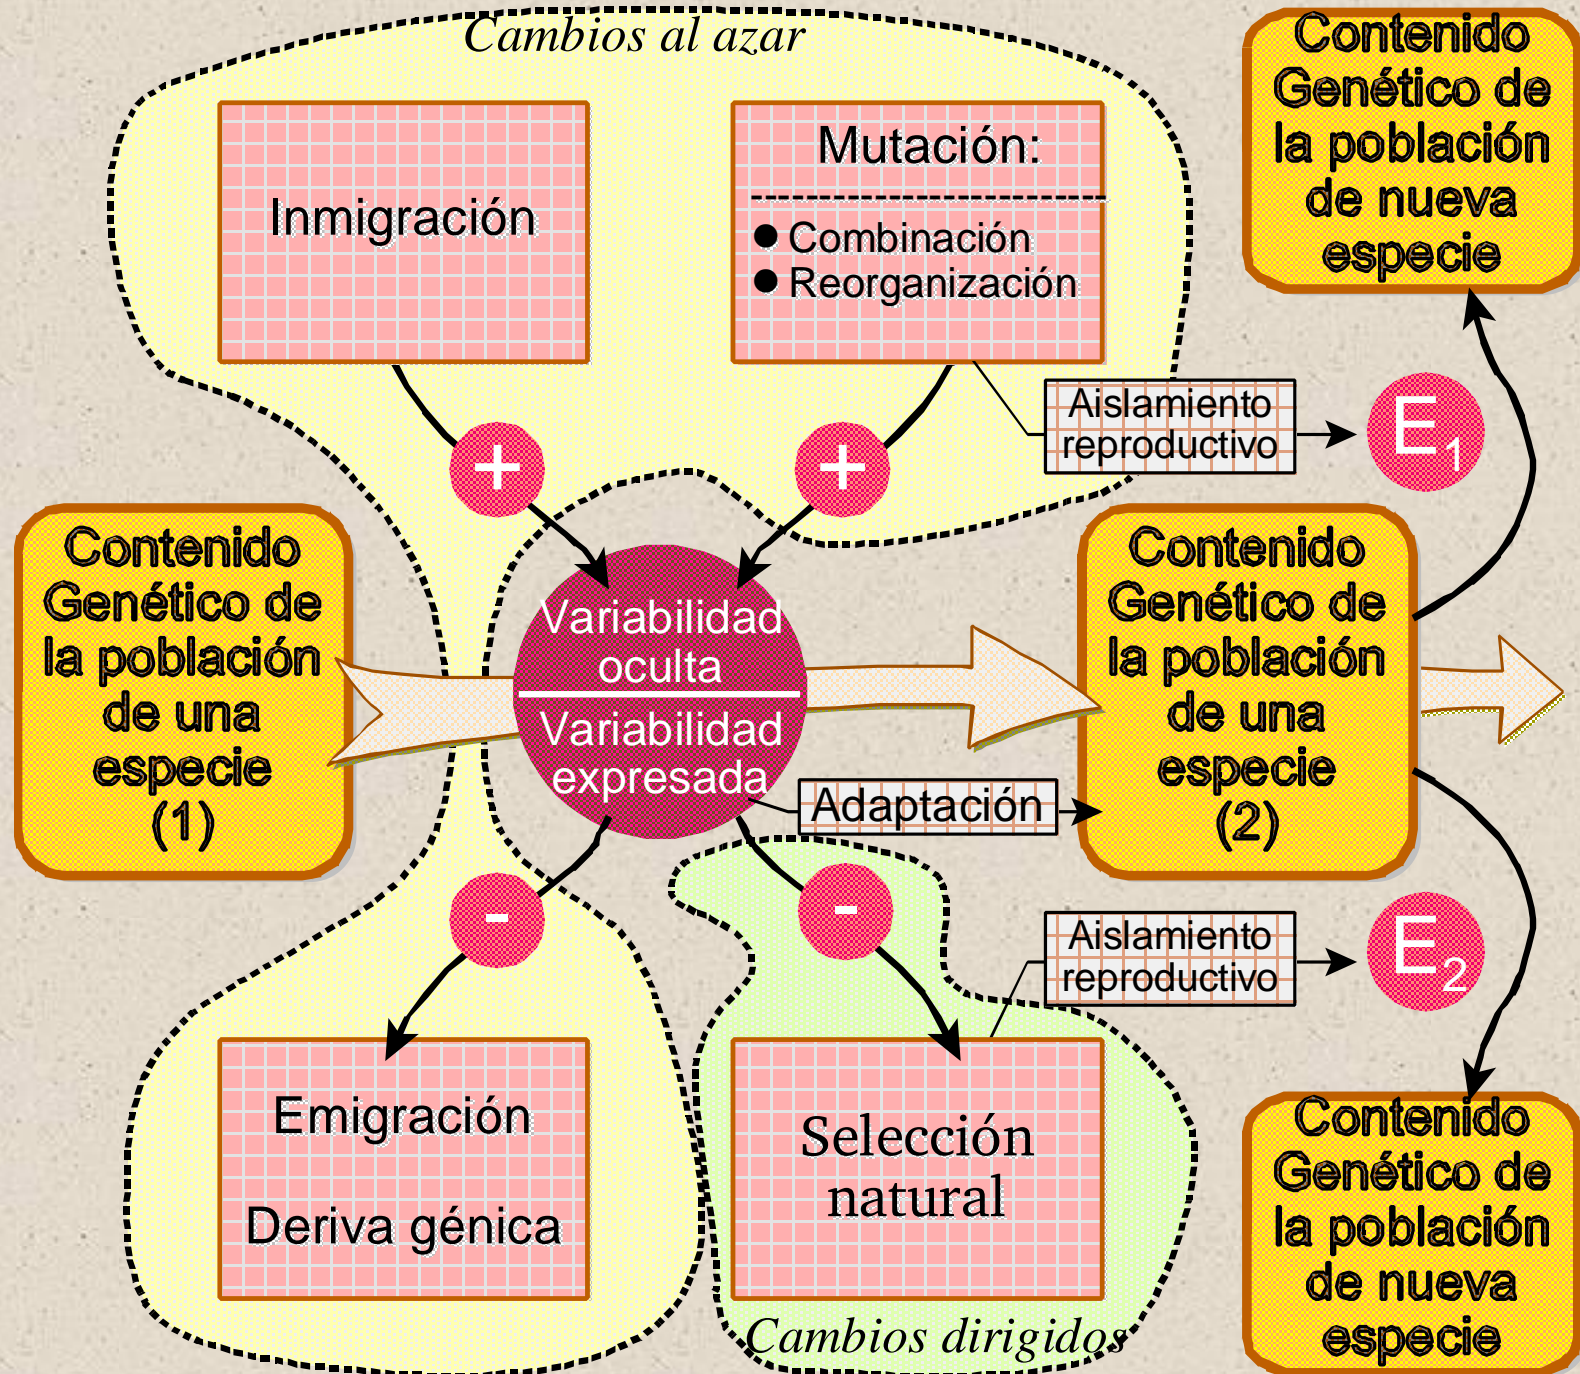 Cambios al azar
Inmigración
Mutación:
● Combinación
● Reorganización
Contenido
Genético de
la población
de nueva
especie
+
+
Aislamiento
reproductivo
E1
Contenido
Genético de
la población
de una
especie
(1)
Variabilidad
oculta
Variabilidad
expresada
Adaptación
Contenido
Genético de
la población
de una
especie
(2)
-
-
Aislamiento
reproductivo
E2
Emigración
Deriva génica
Selección
natural
Cambios dirigidos
Contenido
Genético de
la población
de nueva
especie